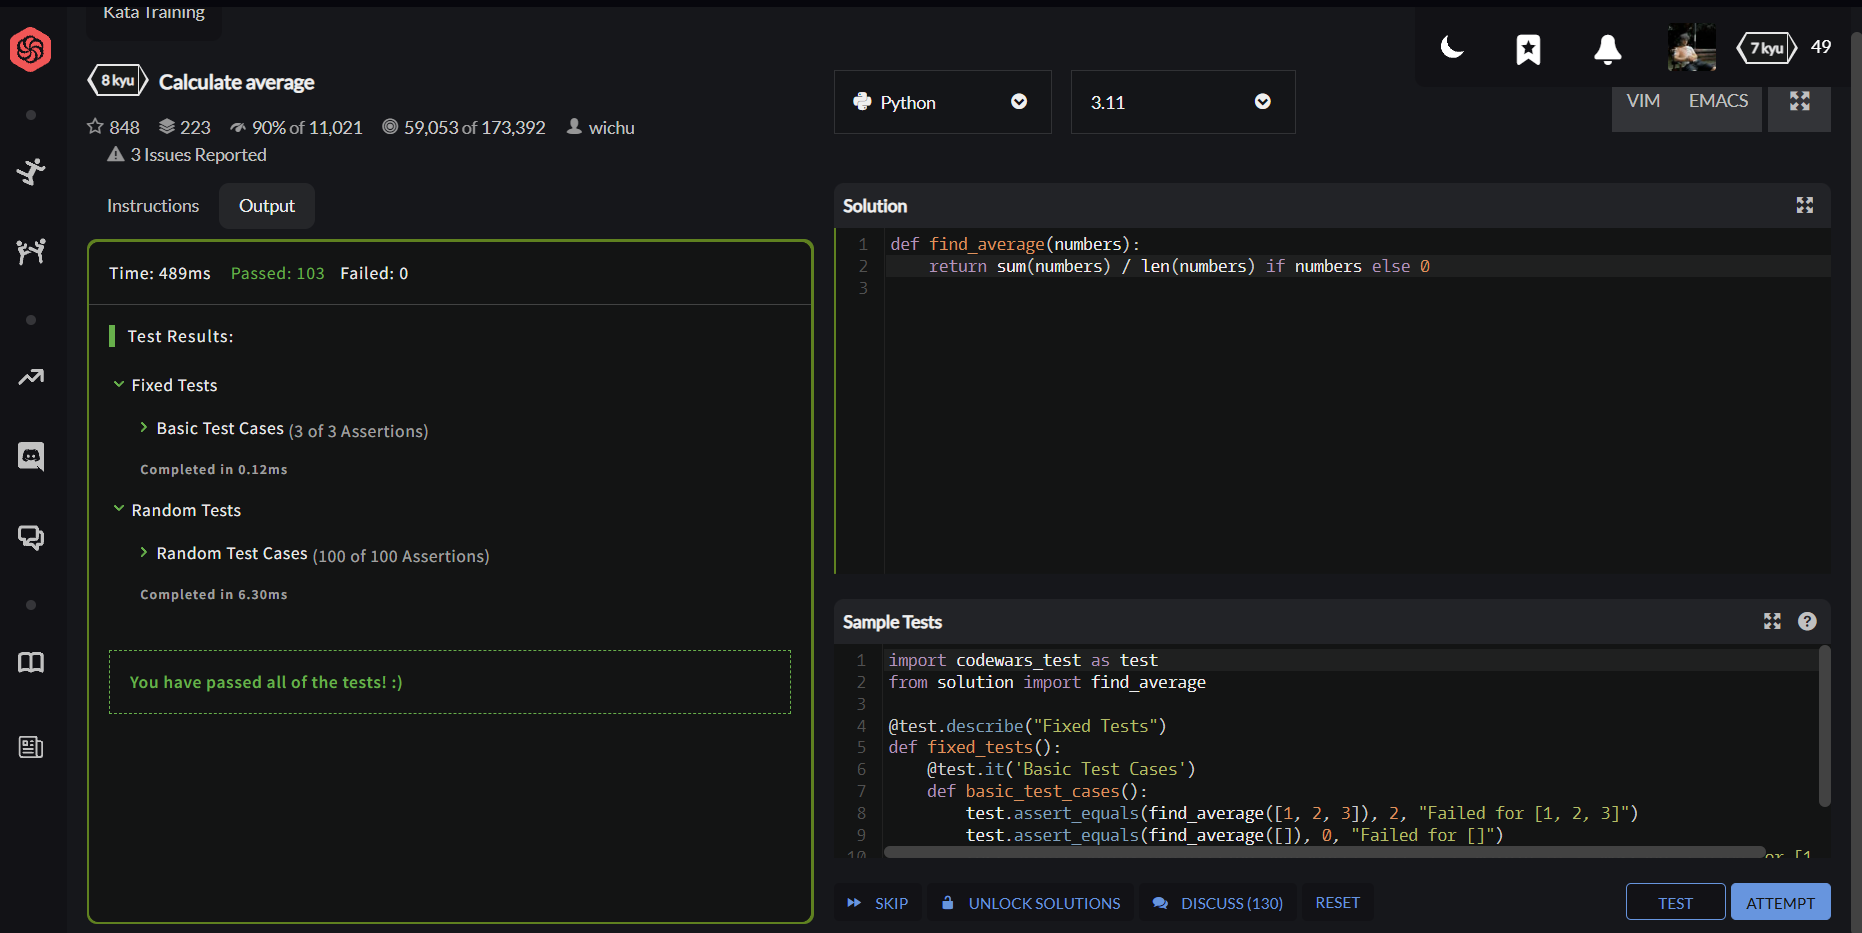 Kata Training
8 kyu Calculate average
848 223 90% of 11,021 59,053 of 173,392 wichu
3 Issues Reported
Instructions Output
Time: 489ms Passed: 103 Failed: 0
Test Results:
Fixed Tests
Basic Test Cases (3 of 3 Assertions)
Completed in 0.12ms
Random Tests
Random Test Cases (100 of 100 Assertions)
Completed in 6.30ms
You have passed all of the tests! :)
7 kyu 49
Python 3.11
VIM EMACS
Solution
1 def find_average(numbers):
2     return sum(numbers) / len(numbers) if numbers else 0
3
Sample Tests
1 import codewars_test as test
2 from solution import find_average
3
4 @test.describe("Fixed Tests")
5 def fixed_tests():
6     @test.it('Basic Test Cases')
7     def basic_test_cases():
8         test.assert_equals(find_average([1, 2, 3]), 2, "Failed for [1, 2, 3]")
9         test.assert_equals(find_average([]), 0, "Failed for []")
10 or [1
SKIP UNLOCK SOLUTIONS DISCUSS (130) RESET
TEST ATTEMPT